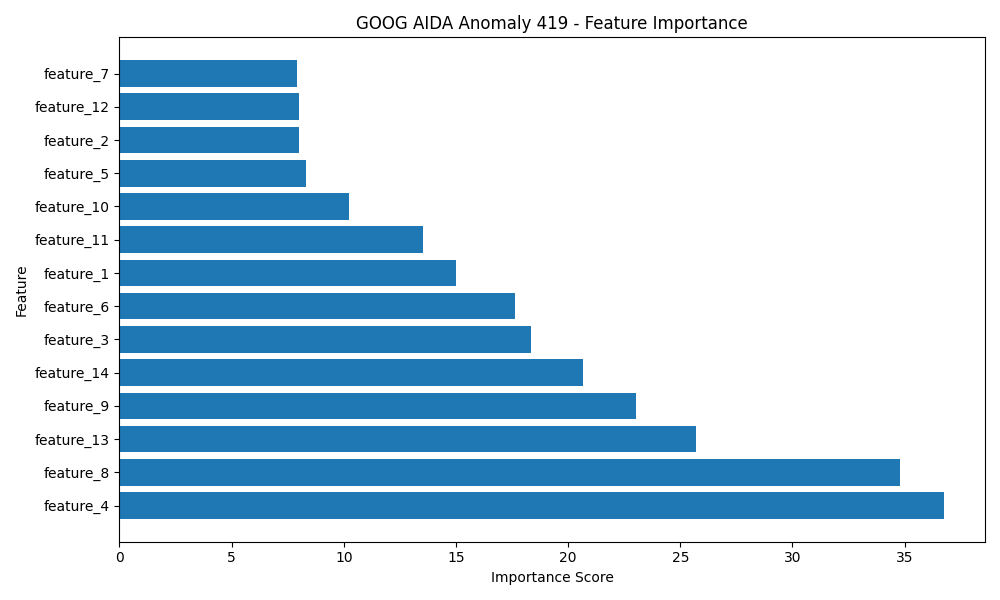 GOOG AIDA Anomaly 419 - Feature Importance
feature_7
feature_12
feature_2
feature_5
feature_10
feature_11
feature_1
feature_6
feature_3
feature_14
feature_9
feature_13
feature_8
feature_4
Feature
0 5 10 15 20 25 30 35
Importance Score